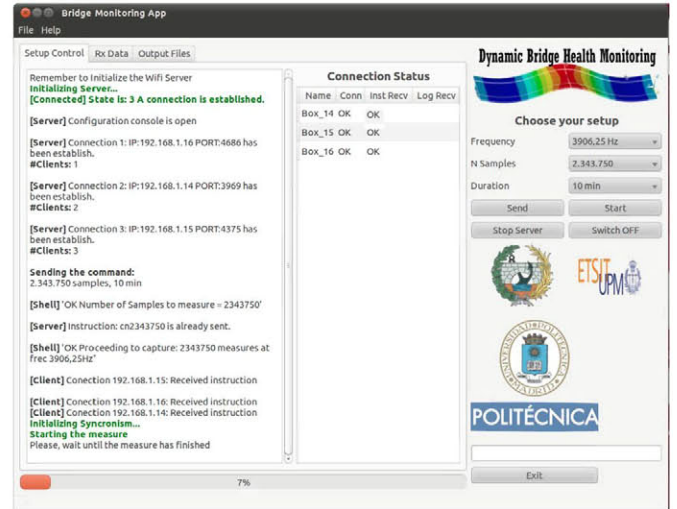 Bridge Monitoring App
File Help
Setup Control Rx Data Output Files
Remember to Initialize the Wifi Server
Initializing Server...
[Connected] State is: 3 A connection is established.
[Server] Configuration console is open
[Server] Connection 1: IP:192.168.1.16 PORT:4686 has
been establish.
#Clients: 1
[Server] Connection 2: IP:192.168.1.14 PORT:3969 has
been establish.
#Clients: 2
[Server] Connection 3: IP:192.168.1.15 PORT:4375 has
been establish.
#Clients: 3
Sending the command:
2.343.750 samples, 10 min
[Shell] 'OK Number of Samples to measure = 2343750'
[Server] Instruction: cn2343750 is already sent.
[Shell] 'OK Proceeding to capture: 2343750 measures at
frec 3906,25Hz'
[Client] Conection 192.168.1.15: Received instruction
[Client] Conection 192.168.1.16: Received instruction
[Client] Conection 192.168.1.14: Received instruction
Initializing Syncronism...
Starting the measure
Please, wait until the measure has finished
7%
Connection Status
Name Conn Inst Recv Log Recv
Box_14 OK OK
Box_15 OK OK
Box_16 OK OK
Dynamic Bridge Health Monitoring
Choose your setup
Frequency 3906,25 Hz
N Samples 2.343.750
Duration 10 min
Send Start
Stop Server Switch OFF
ETSIT
UPM
UNIVERSIDAD POLITÉCNICA
MADRID
POLITÉCNICA
Exit